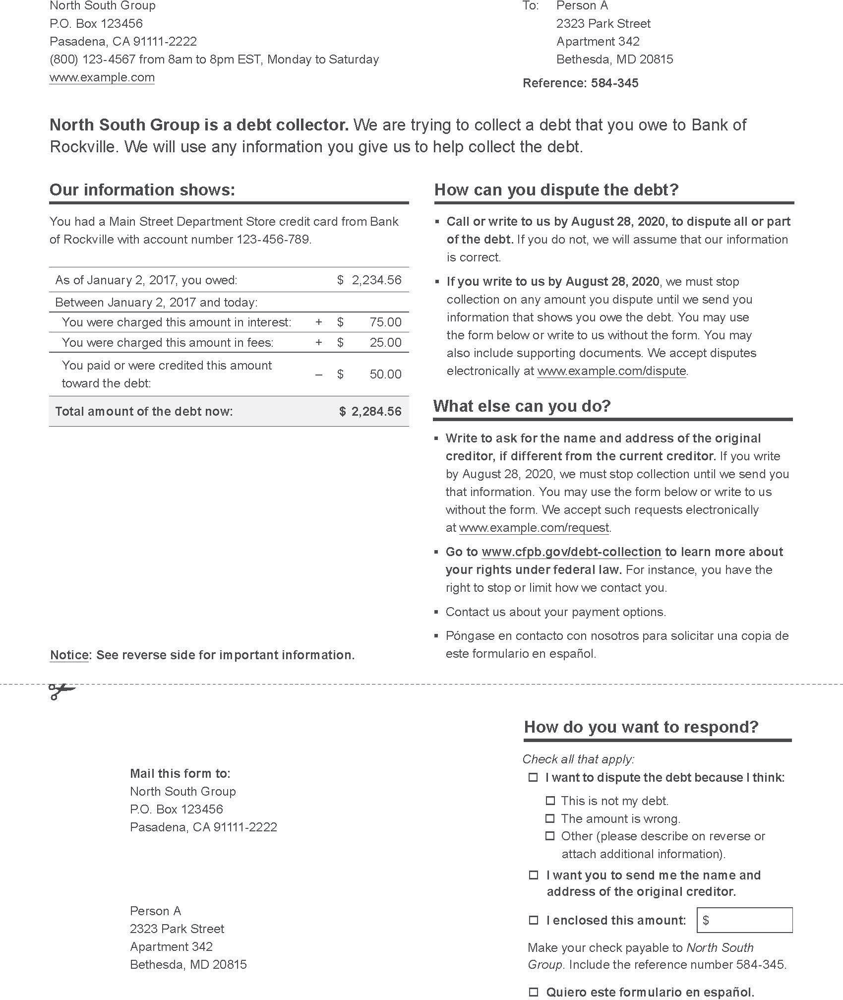 North South Group
P.O. Box 123456
Pasadena, CA 91111-2222
(800) 123-4567 from 8am to 8pm EST, Monday to Saturday
www.example.com
To: Person A
2323 Park Street
Apartment 342
Bethesda, MD 20815
Reference: 584-345
North South Group is a debt collector. We are trying to collect a debt that you owe to Bank of
Rockville. We will use any information you give us to help collect the debt.
Our information shows:
You had a Main Street Department Store credit card from Bank
of Rockville with account number 123-456-789.
As of January 2, 2017, you owed: $ 2,234.56
Between January 2, 2017 and today:
You were charged this amount in interest: + $ 75.00
You were charged this amount in fees: + $ 25.00
You paid or were credited this amount
toward the debt: – $ 50.00
Total amount of the debt now: $ 2,284.56
Notice: See reverse side for important information.
How can you dispute the debt?
▪ Call or write to us by August 28, 2020, to dispute all or part
of the debt. If you do not, we will assume that our information
is correct.
▪ If you write to us by August 28, 2020, we must stop
collection on any amount you dispute until we send you
information that shows you owe the debt. You may use
the form below or write to us without the form. You may
also include supporting documents. We accept disputes
electronically at www.example.com/dispute.
What else can you do?
▪ Write to ask for the name and address of the original
creditor, if different from the current creditor. If you write
by August 28, 2020, we must stop collection until we send you
that information. You may use the form below or write to us
without the form. We accept such requests electronically
at www.example.com/request.
▪ Go to www.cfpb.gov/debt-collection to learn more about
your rights under federal law. For instance, you have the
right to stop or limit how we contact you.
▪ Contact us about your payment options.
▪ Póngase en contacto con nosotros para solicitar una copia de
este formulario en español.
Mail this form to:
North South Group
P.O. Box 123456
Pasadena, CA 91111-2222
Person A
2323 Park Street
Apartment 342
Bethesda, MD 20815
How do you want to respond?
Check all that apply:
☐ I want to dispute the debt because I think:
☐ This is not my debt.
☐ The amount is wrong.
☐ Other (please describe on reverse or
attach additional information).
☐ I want you to send me the name and
address of the original creditor.
☐ I enclosed this amount: $
Make your check payable to North South
Group. Include the reference number 584-345.
☐ Quiero este formulario en español.